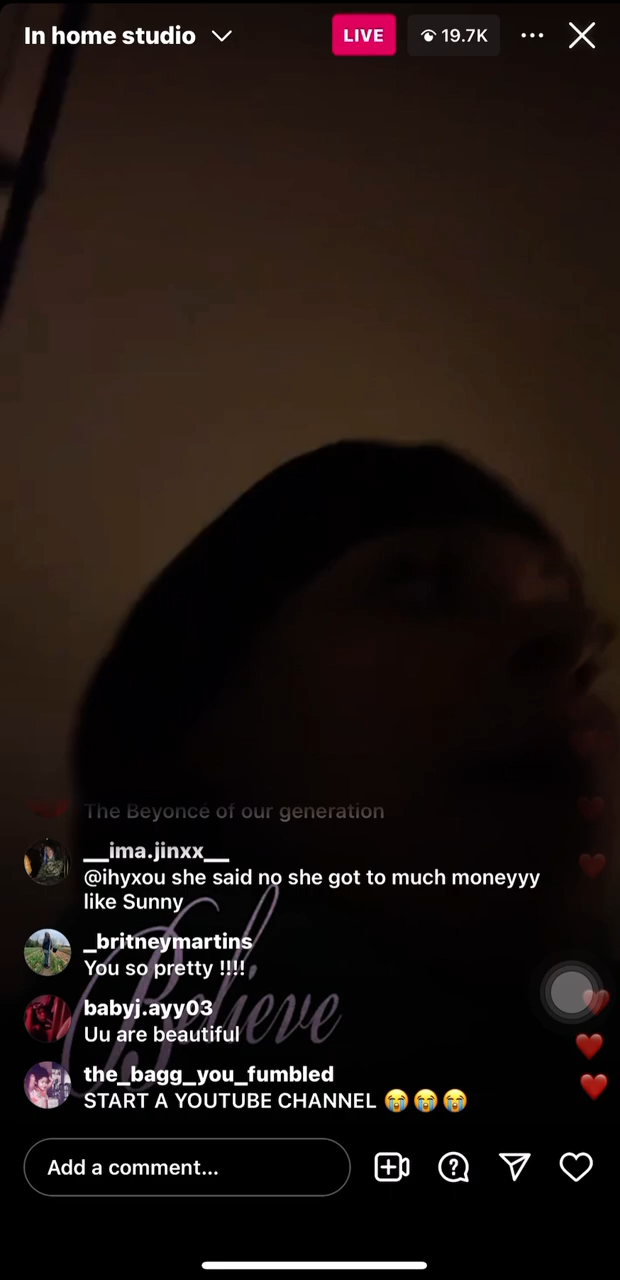 In home studio
LIVE
19.7K
The Beyoncé of our generation
__ima.jinxx__
@ihyxou she said no she got to much moneyyy
like Sunny
_britneymartins
You so pretty !!!!
babyj.ayy03
Uu are beautiful
Believe
the_bagg_you_fumbled
START A YOUTUBE CHANNEL 😭😭😭
Add a comment...